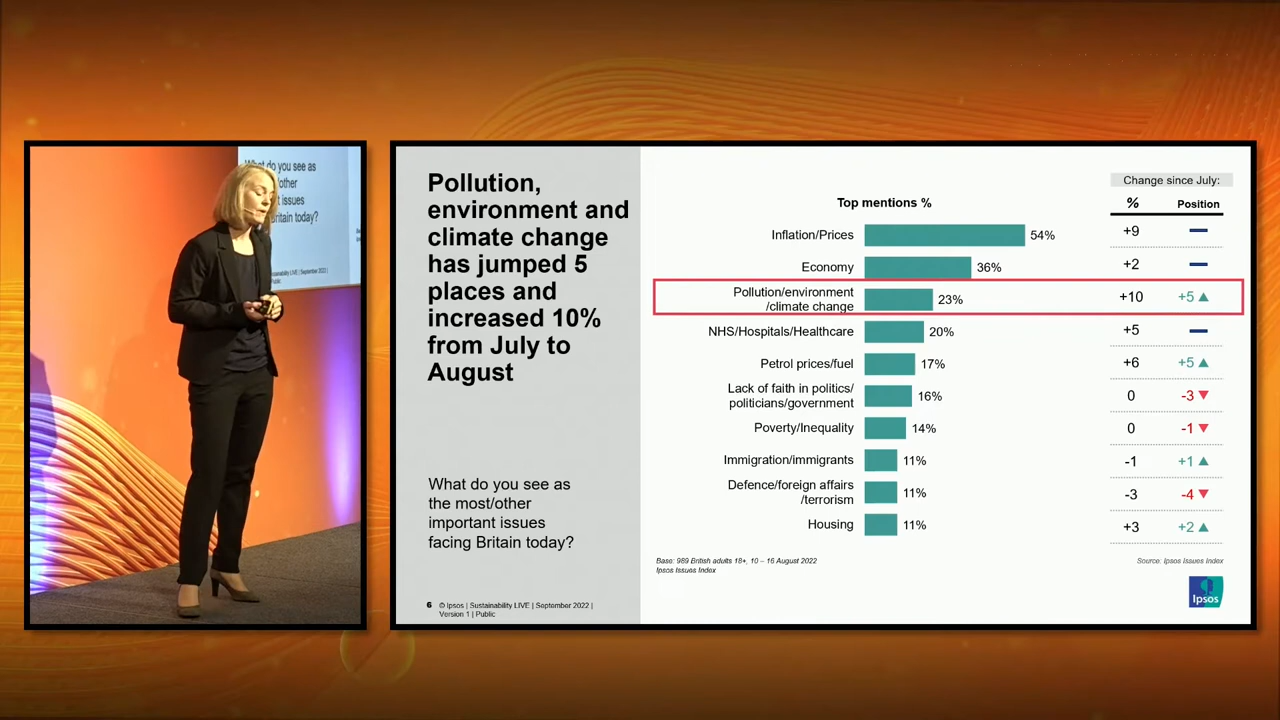 What do you see as
/other
t issues
ritain today?
Sustainability LIVE | September 2022 |
Public
Pollution,
environment and
climate change
has jumped 5
places and
increased 10%
from July to
August
What do you see as
the most/other
important issues
facing Britain today?
6 © Ipsos | Sustainability LIVE | September 2022 |
Version 1 | Public
Change since July:
Top mentions % % Position
Inflation/Prices 54% +9 —
Economy 36% +2 —
Pollution/environment
/climate change 23% +10 +5 ▲
NHS/Hospitals/Healthcare 20% +5 —
Petrol prices/fuel 17% +6 +5 ▲
Lack of faith in politics/
politicians/government 16% 0 -3 ▼
Poverty/Inequality 14% 0 -1 ▼
Immigration/immigrants 11% -1 +1 ▲
Defence/foreign affairs
/terrorism 11% -3 -4 ▼
Housing 11% +3 +2 ▲
Base: 989 British adults 18+, 10 – 16 August 2022
Ipsos Issues Index
Source: Ipsos Issues Index
Ipsos